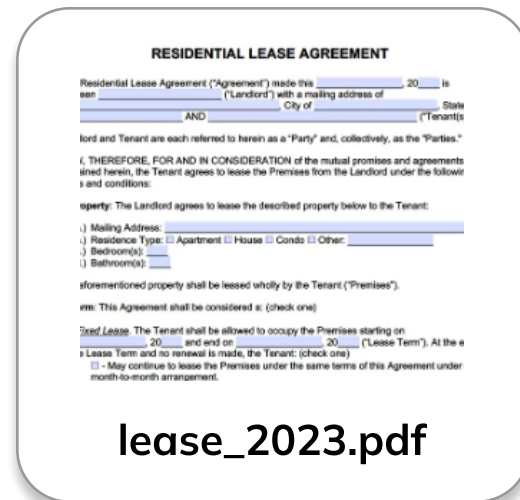 RESIDENTIAL LEASE AGREEMENT
Residential Lease Agreement ("Agreement") made this , 20 is
een ("Landlord") with a mailing address of
, City of , State
AND ("Tenant(s
lord and Tenant are each referred to herein as a "Party" and, collectively, as the "Parties."
, THEREFORE, FOR AND IN CONSIDERATION of the mutual promises and agreements
ained herein, the Tenant agrees to lease the Premises from the Landlord under the followin
s and conditions:
operty: The Landlord agrees to lease the described property below to the Tenant:
.) Mailing Address:
.) Residence Type: ☐ Apartment ☐ House ☐ Condo ☐ Other:
.) Bedroom(s):
.) Bathroom(s):
aforementioned property shall be leased wholly by the Tenant ("Premises").
rm: This Agreement shall be considered a: (check one)
Fixed Lease. The Tenant shall be allowed to occupy the Premises starting on
, 20 and end on , 20 ("Lease Term"). At the e
e Lease Term and no renewal is made, the Tenant: (check one)
☐ - May continue to lease the Premises under the same terms of this Agreement under
month-to-month arrangement.
lease_2023.pdf